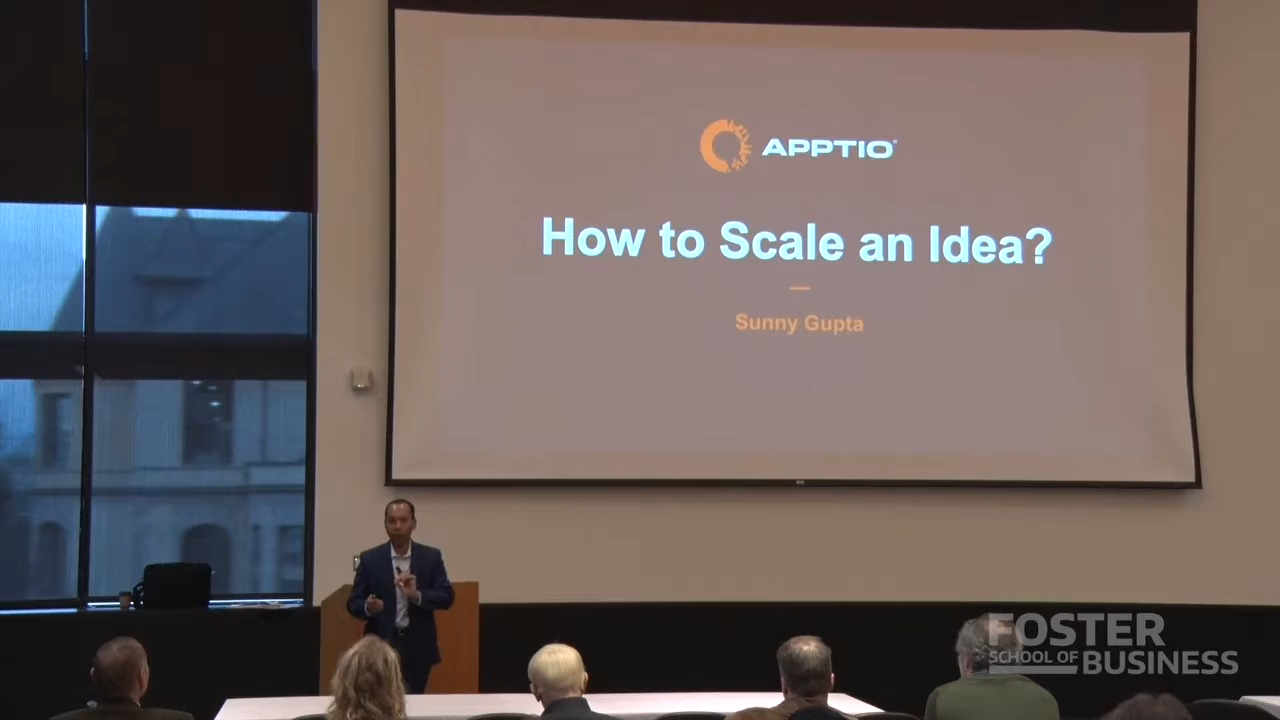 APPTIO
How to Scale an Idea?
Sunny Gupta
FOSTER
SCHOOL OF BUSINESS